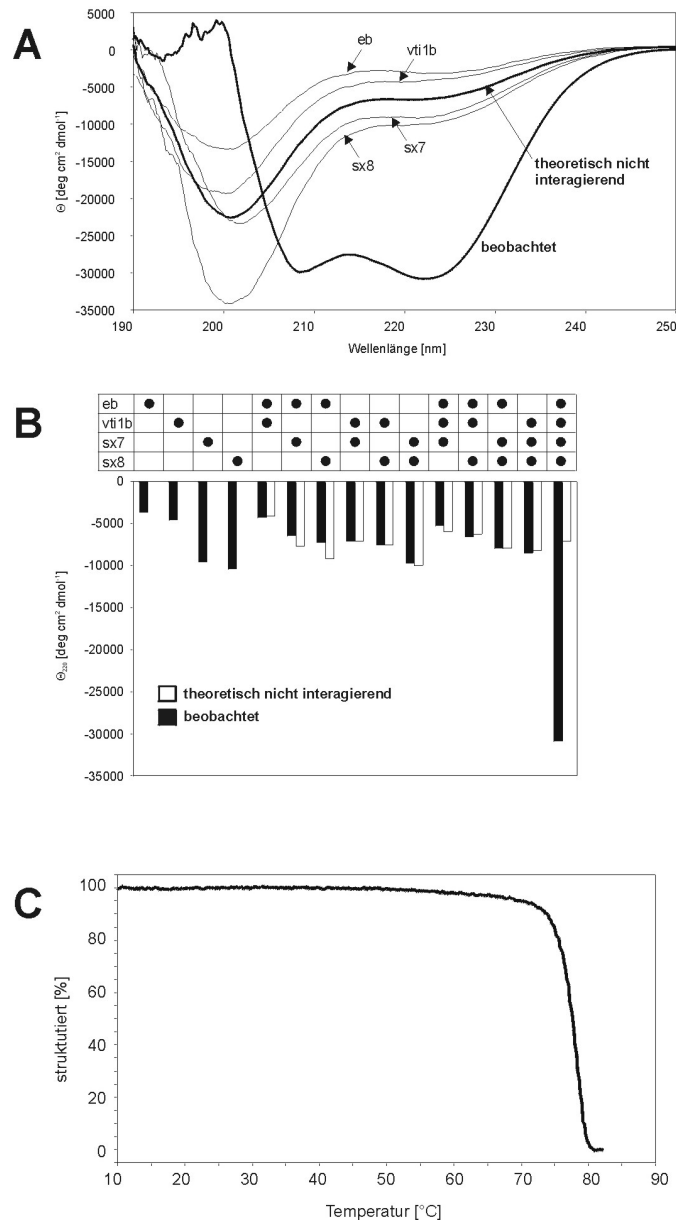 A
5000
0
-5000
-10000
-15000
-20000
-25000
-30000
-35000
Θ [deg cm² dmol⁻¹]
eb
vti1b
sx7
sx8
theoretisch nicht
interagierend
beobachtet
190 200 210 220 230 240 250
Wellenlänge [nm]
B
eb
vti1b
sx7
sx8
0
-5000
-10000
-15000
-20000
-25000
-30000
-35000
Θ₂₂₀ [deg cm² dmol⁻¹]
theoretisch nicht interagierend
beobachtet
C
100
80
60
40
20
0
struktutiert [%]
10 20 30 40 50 60 70 80 90
Temperatur [°C]